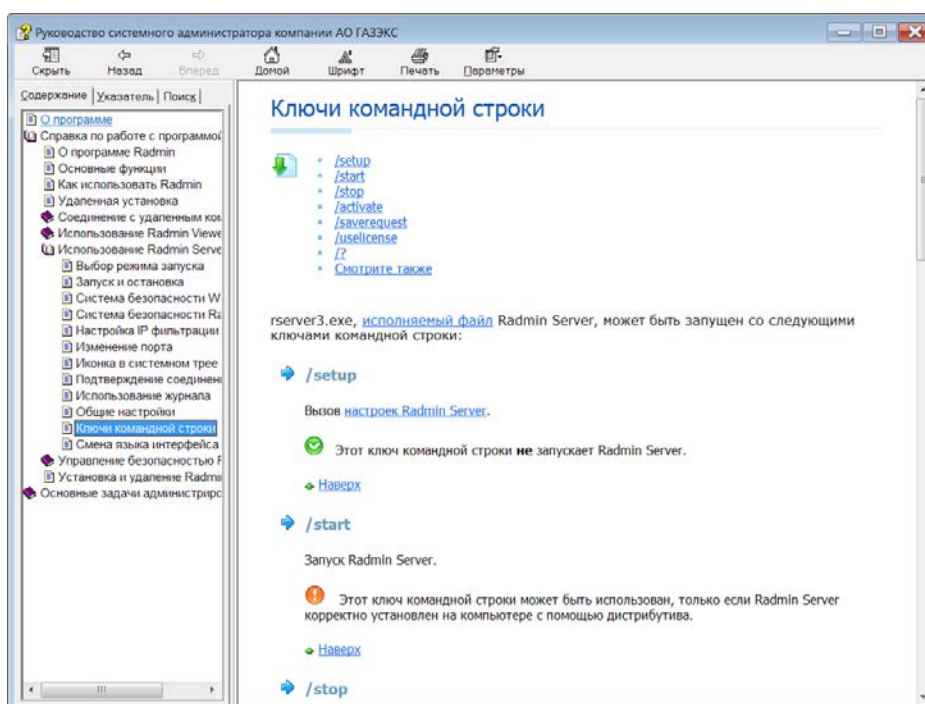 Руководство системного администратора компании АО ГАЗЭКС
Скрыть Назад Вперед Домой Шрифт Печать Параметры
Содержание Указатель Поиск
О программе
Справка по работе с программой
О программе Radmin
Основные функции
Как использовать Radmin
Удаленная установка
Соединение с удаленным ком
Использование Radmin Viewe
Использование Radmin Serve
Выбор режима запуска
Запуск и остановка
Система безопасности W
Система безопасности Ra
Настройка IP фильтрации
Изменение порта
Иконка в системном трее
Подтверждение соединени
Использование журнала
Общие настройки
Ключи командной строки
Смена языка интерфейса
Управление безопасностью R
Установка и удаление Radmi
Основные задачи администрирс
Ключи командной строки
/setup
/start
/stop
/activate
/saverequest
/uselicense
/?
Смотрите также
rserver3.exe, исполняемый файл Radmin Server, может быть запущен со следующими
ключами командной строки:
/setup
Вызов настроек Radmin Server.
Этот ключ командной строки не запускает Radmin Server.
Наверх
/start
Запуск Radmin Server.
Этот ключ командной строки может быть использован, только если Radmin Server
корректно установлен на компьютере с помощью дистрибутива.
Наверх
/stop